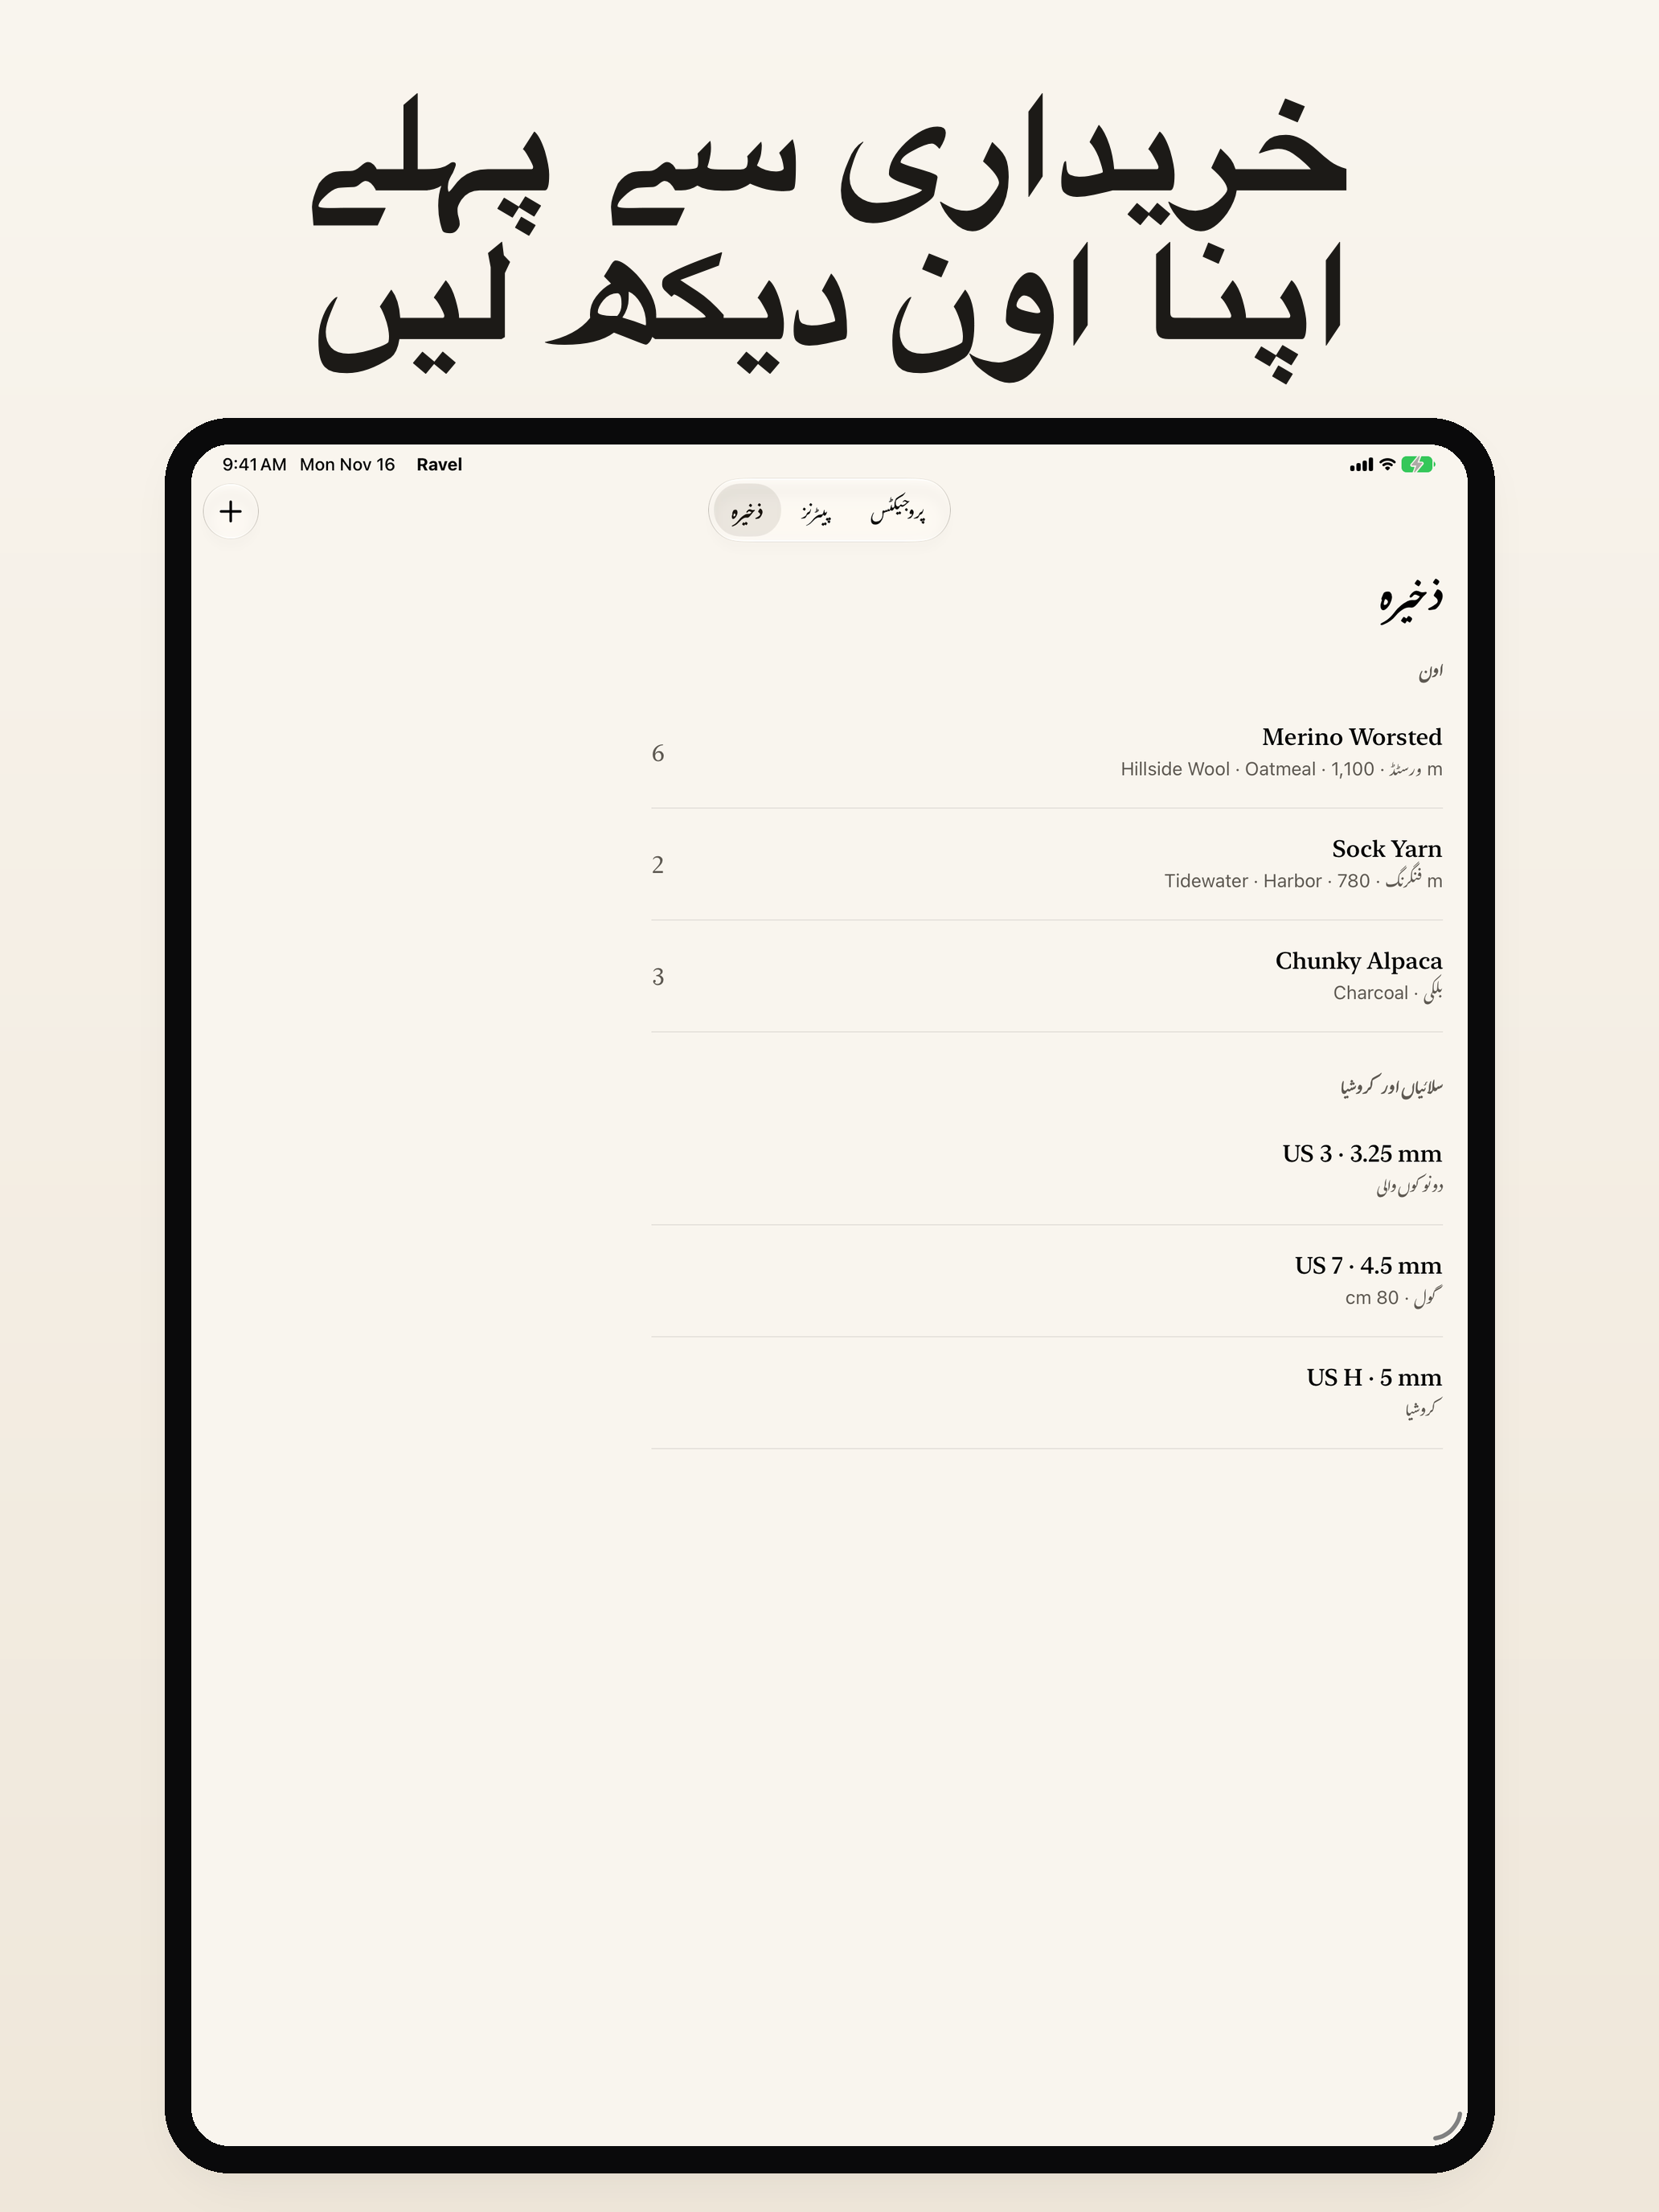 خریداری سے پہلے
اپنا اون دیکھ لیں
9:41 AM Mon Nov 16 Ravel
پروجیکٹس پیٹرنز ذخیرہ
ذخیرہ
اون
Merino Worsted
6
Hillside Wool · Oatmeal · 1,100 · ورسٹڈ m
Sock Yarn
2
Tidewater · Harbor · 780 · فنگرنگ m
Chunky Alpaca
3
Charcoal · بلکی
سلائیاں اور کروشیا
US 3 · 3.25 mm
دو نوکوں والی
US 7 · 4.5 mm
گول · 80 cm
US H · 5 mm
کروشیا